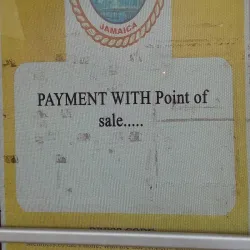 JAMAICA
PAYMENT WITH Point of
sale.....